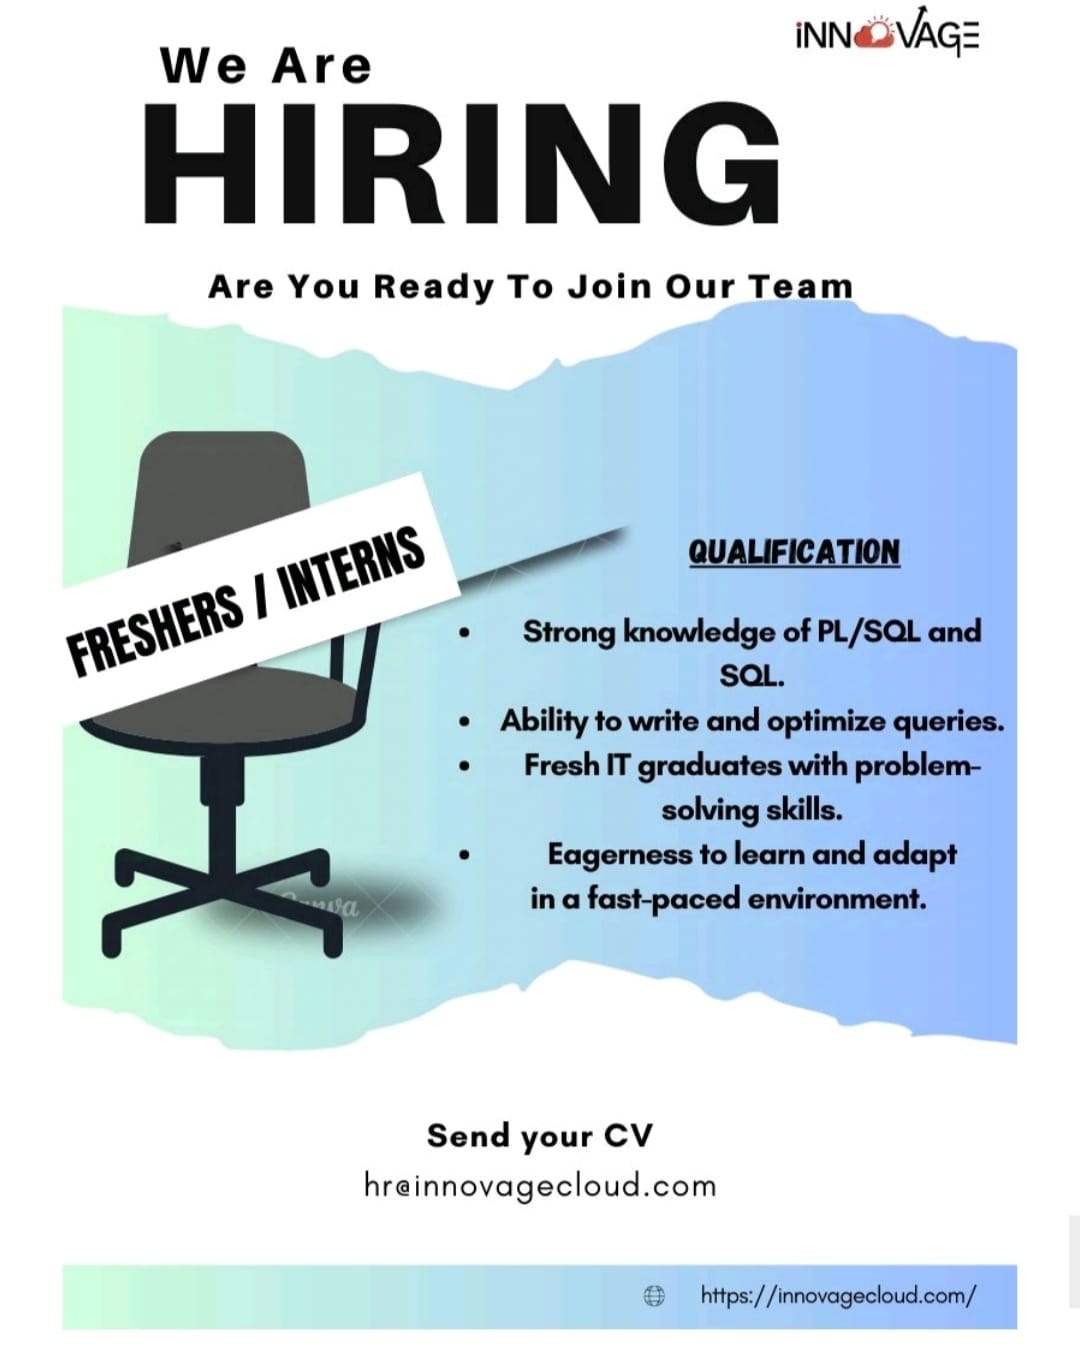 iNNOVAGE
We Are
HIRING
Are You Ready To Join Our Team
FRESHERS / INTERNS
QUALIFICATION
• Strong knowledge of PL/SQL and
SQL.
• Ability to write and optimize queries.
• Fresh IT graduates with problem-
solving skills.
• Eagerness to learn and adapt
in a fast-paced environment.
Send your CV
hr@innovagecloud.com
https://innovagecloud.com/